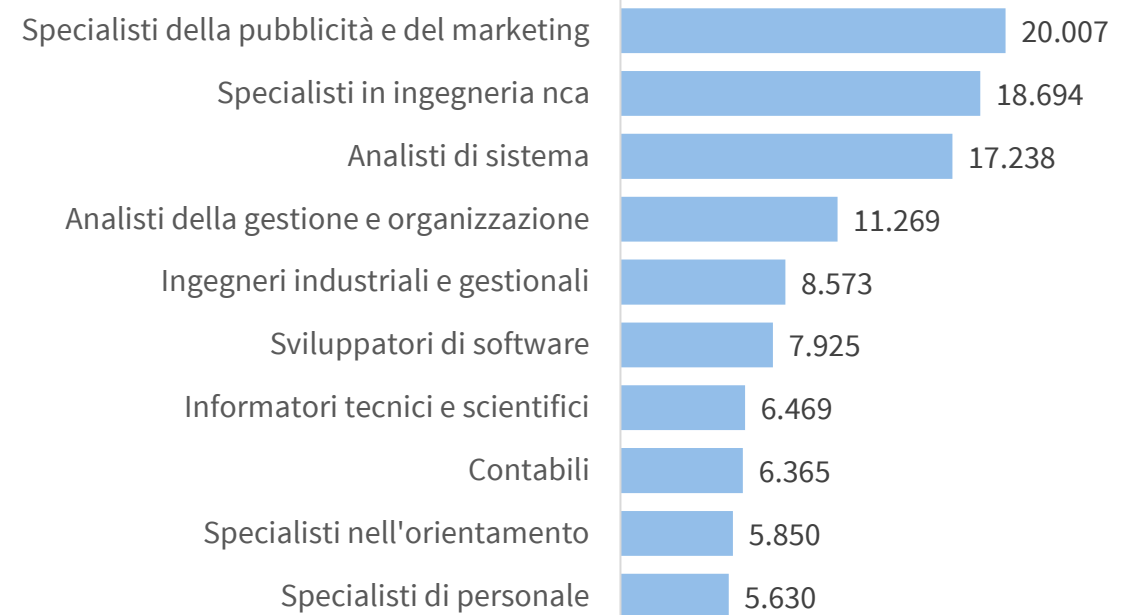 Specialisti della pubblicità e del marketing 20.007
Specialisti in ingegneria nca 18.694
Analisti di sistema 17.238
Analisti della gestione e organizzazione 11.269
Ingegneri industriali e gestionali 8.573
Sviluppatori di software 7.925
Informatori tecnici e scientifici 6.469
Contabili 6.365
Specialisti nell'orientamento 5.850
Specialisti di personale 5.630